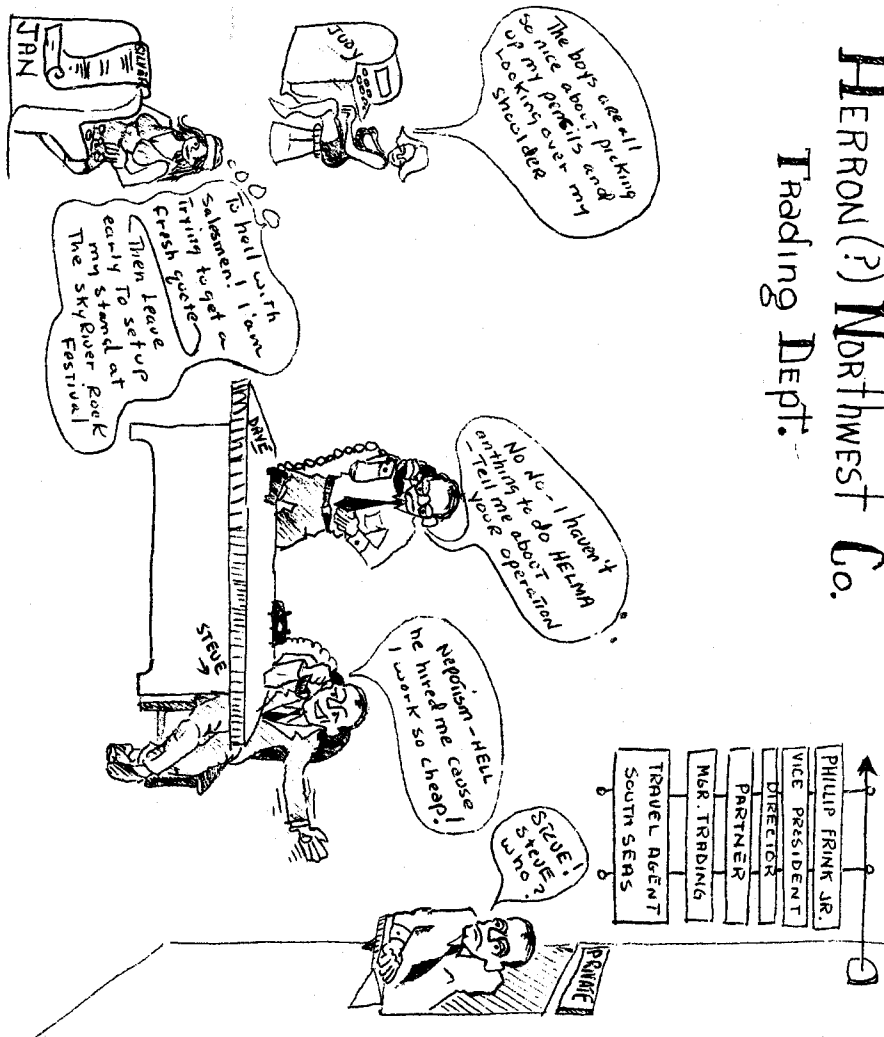 HERRON(?) NORTHWEST Co.
TRADING DEPT.
The boys are all
so nice about picking
up my pencils and
Looking over my
shoulder
JUDY
SILVER
JAN
To hell with
Salesmen! I'am
Trying to get a
fresh quote
Then Leave
early To setup
my stand at
The SKyRiver Rock
Festival
No No - I haven't
anthing to do HELMA
- Tell me about
YOUR operation
DAVE
Nepotism - HELL
he hired me cause
I work so cheap!
STEVE
STEVE!
STEVE
who?
PRIVATE
PHILLIP FRINK JR.
VICE PRESIDENT
DIRECTOR
PARTNER
MGR. TRADING
TRAVEL AGENT
SOUTH SEAS